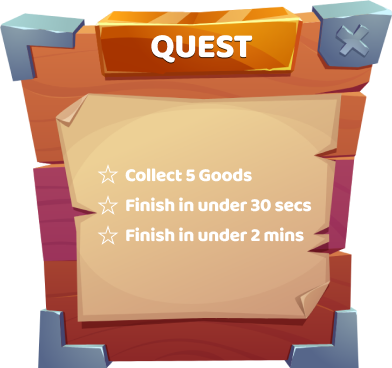 QUEST
Collect 5 Goods
Finish in under 30 secs
Finish in under 2 mins